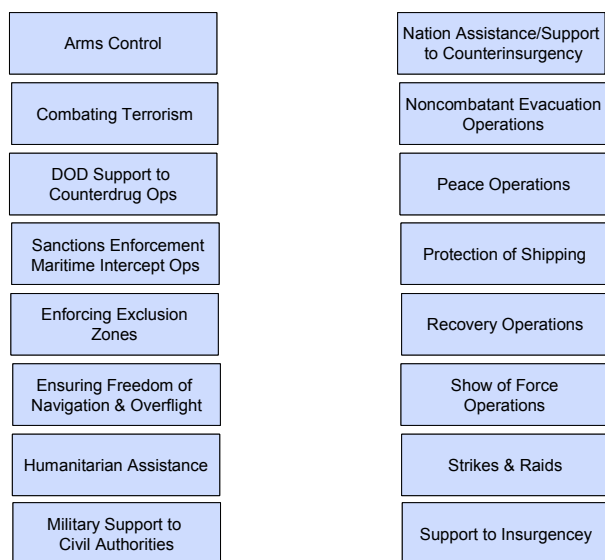 Arms Control
Combating Terrorism
DOD Support to
Counterdrug Ops
Sanctions Enforcement
Maritime Intercept Ops
Enforcing Exclusion
Zones
Ensuring Freedom of
Navigation & Overflight
Humanitarian Assistance
Military Support to
Civil Authorities
Nation Assistance/Support
to Counterinsurgency
Noncombatant Evacuation
Operations
Peace Operations
Protection of Shipping
Recovery Operations
Show of Force
Operations
Strikes & Raids
Support to Insurgencey